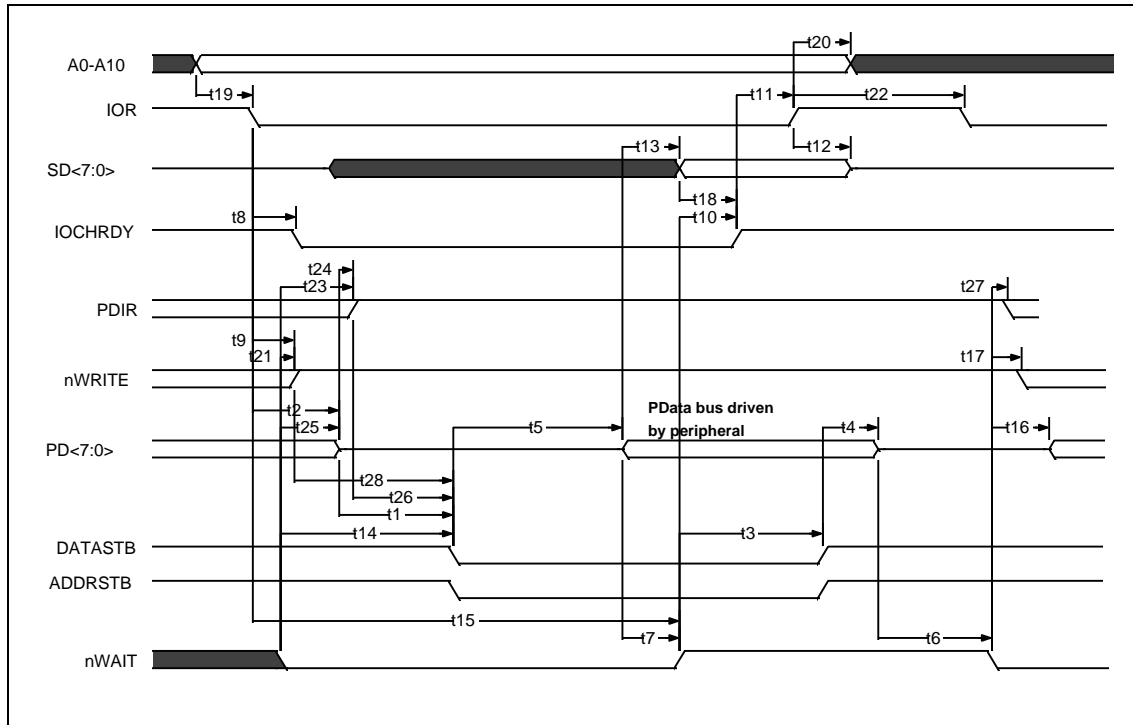 t20
A0-A10
t19
t11
t22
IOR
t13
t12
SD<7:0>
t18
t8
t10
IOCHRDY
t24
t23
t27
PDIR
t9
t21
t17
nWRITE
t2
PData bus driven
t25
t5
by peripheral
t4
t16
PD<7:0>
t28
t26
t1
t14
t3
DATASTB
ADDRSTB
t15
t7
t6
nWAIT